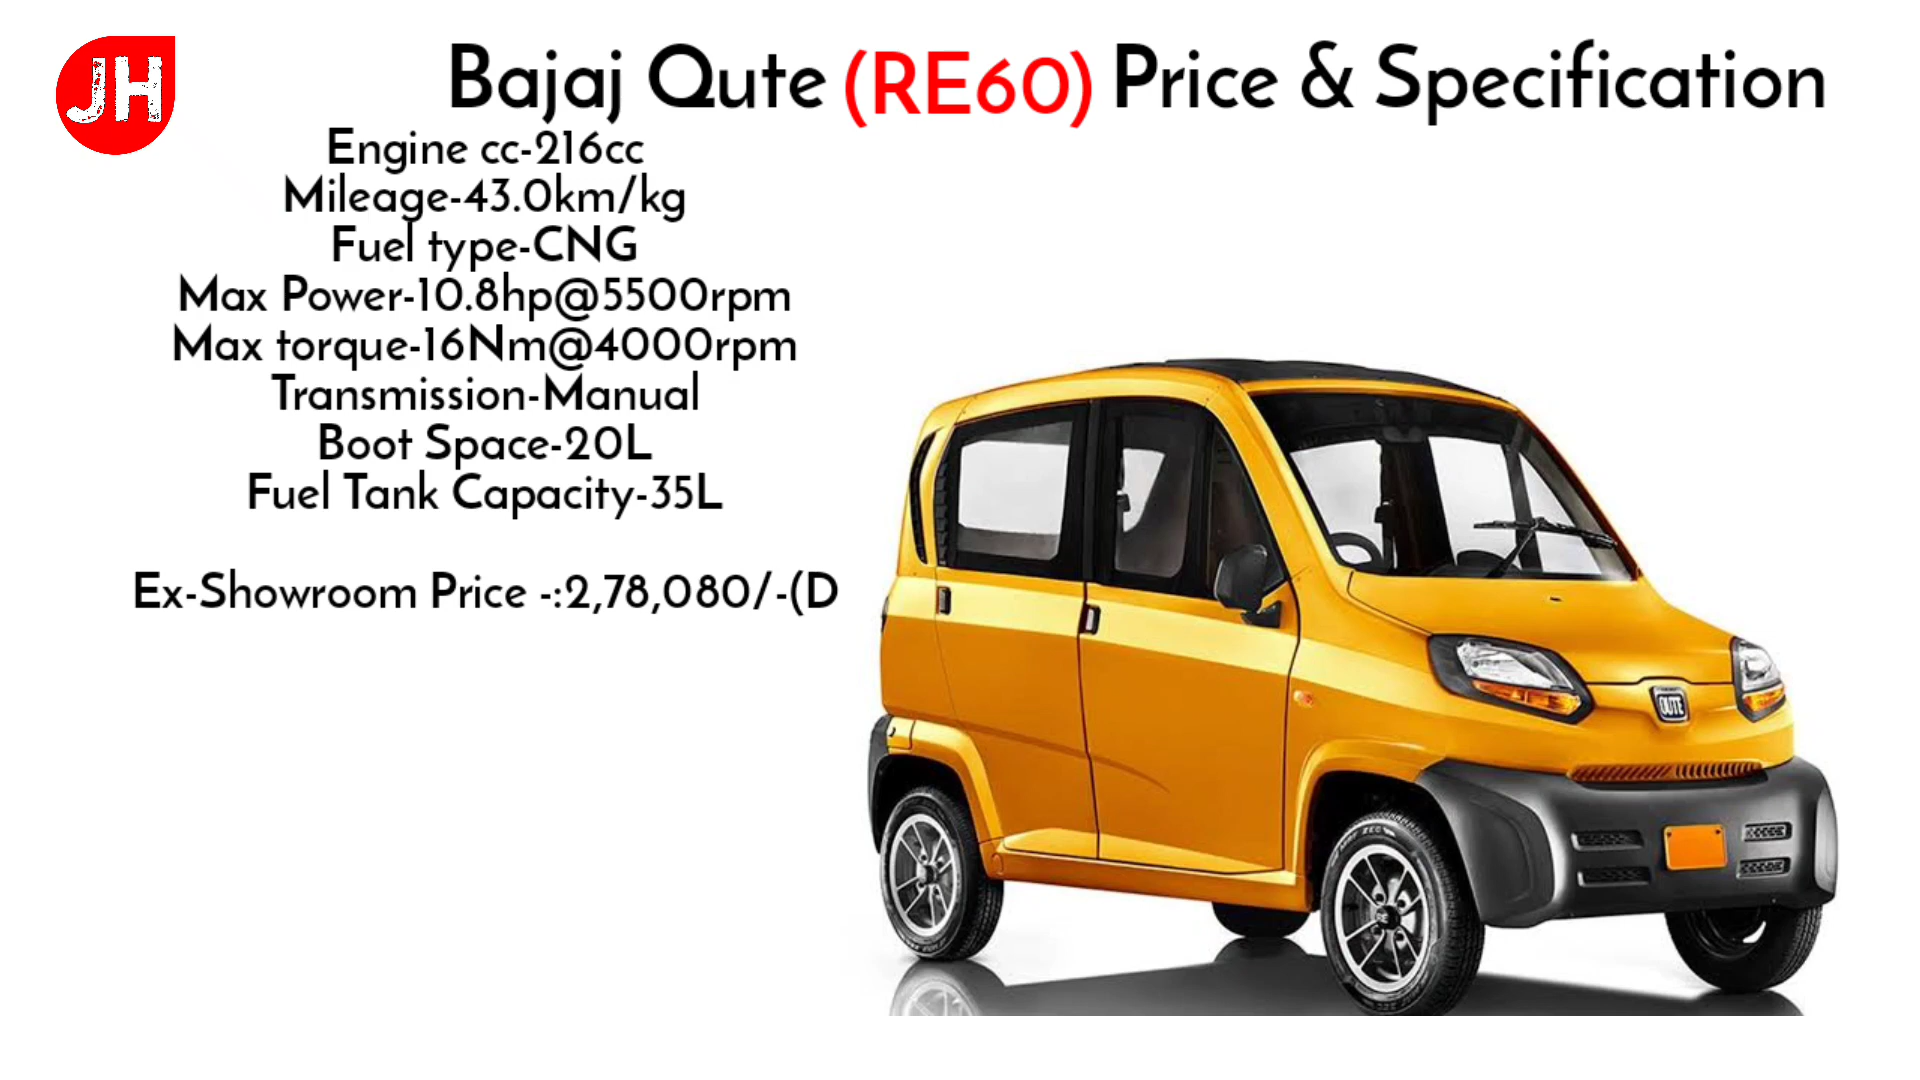 JH
Bajaj Qute (RE60) Price & Specification
Engine cc-216cc
Mileage-43.0km/kg
Fuel type-CNG
Max Power-10.8hp@5500rpm
Max torque-16Nm@4000rpm
Transmission-Manual
Boot Space-20L
Fuel Tank Capacity-35L
Ex-Showroom Price -:2,78,080/-(D
QUTE